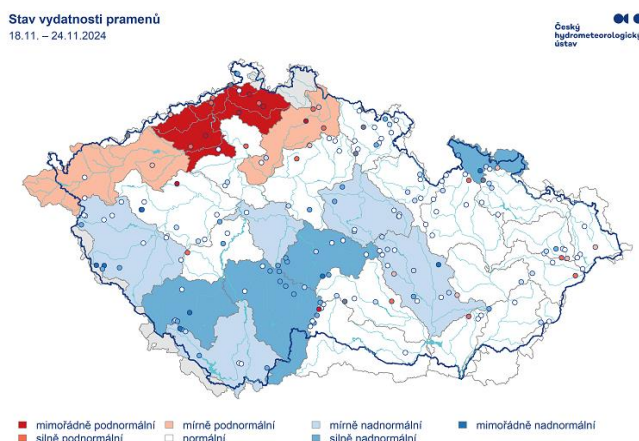 Stav vydatnosti pramenů
18.11. – 24.11.2024
Český
hydrometeorologický
ústav
mimořádně podnormální
mírně podnormální
mírně nadnormální
mimořádně nadnormální
silně podnormální
normální
silně nadnormální